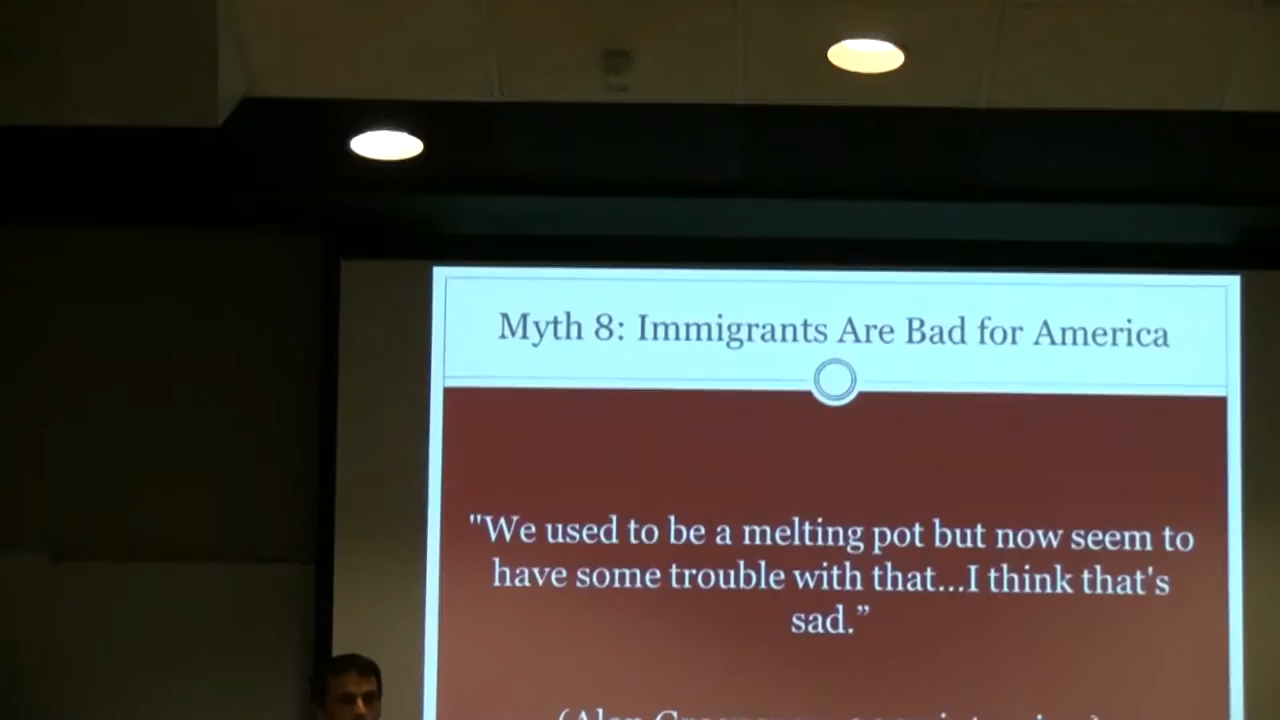 Myth 8: Immigrants Are Bad for America
"We used to be a melting pot but now seem to
have some trouble with that...I think that's
sad.”
(Alan